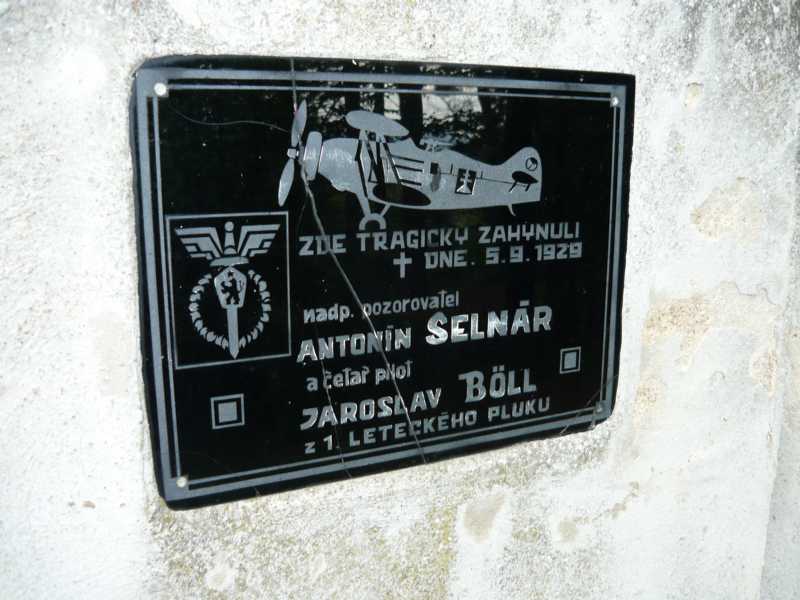 ZDE TRAGICKY ZAHYNULI
† DNE. 5.9.1929
nadp. pozorovatel
ANTONÍN SELNÁR
a četař pilot
JAROSLAV BÖLL
z 1. LETECKÉHO PLUKU